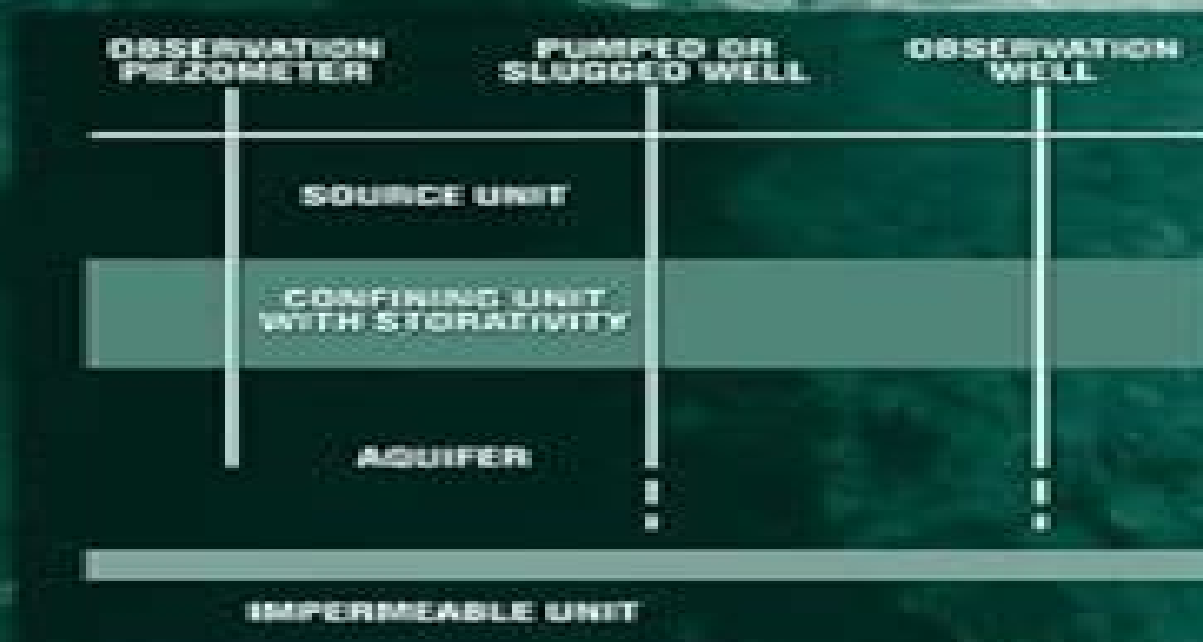 OBSERVATION
PIEZOMETER
PUMPED OR
SLUGGED WELL
OBSERVATION
WELL
SOURCE UNIT
CONFINING UNIT
WITH STORATIVITY
AQUIFER
IMPERMEABLE UNIT